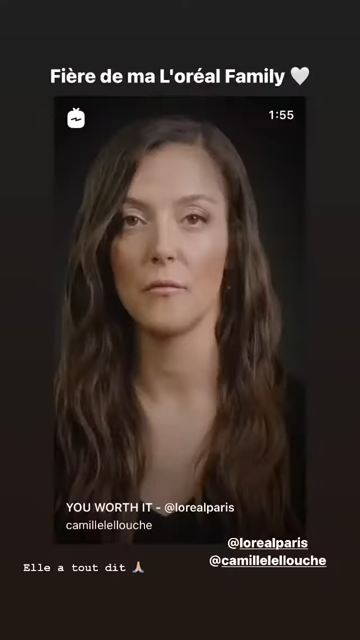 Fière de ma L'oréal Family 🤍
1:55
YOU WORTH IT - @lorealparis
camillelellouche
@lorealparis
Elle a tout dit 🙏🏼
@camillelellouche